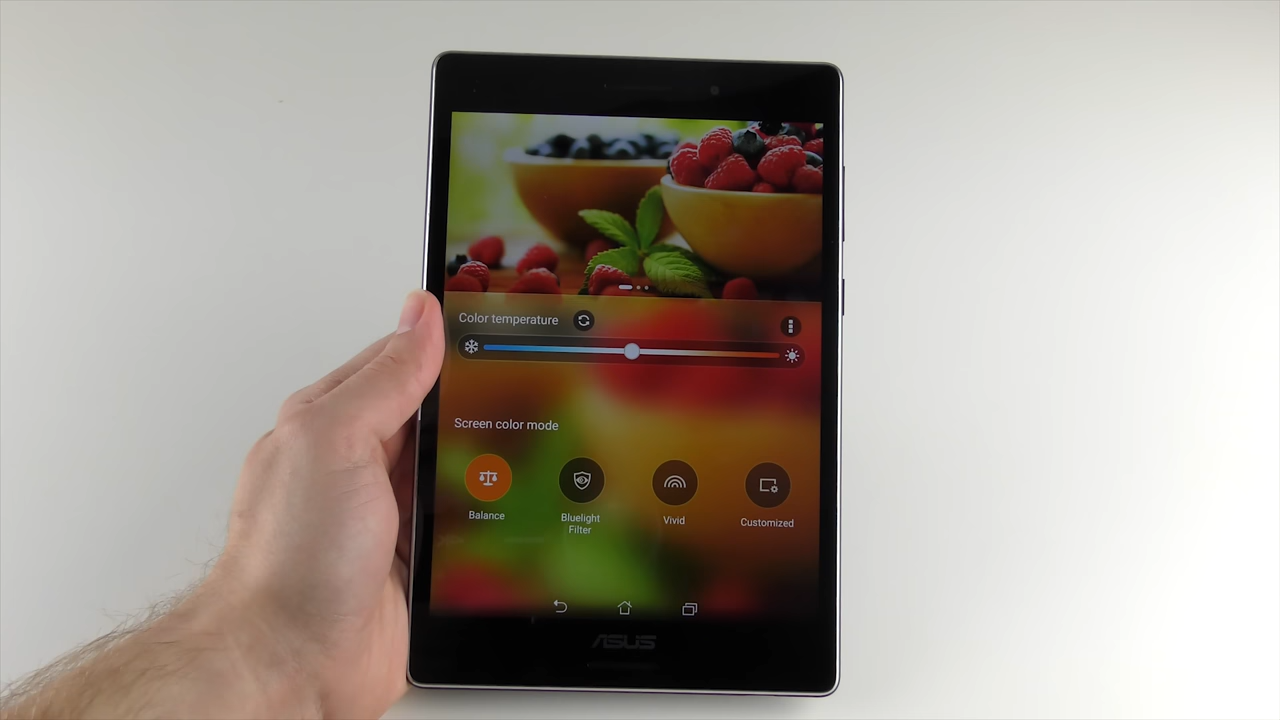 Color temperature
Screen color mode
Balance
Bluelight
Filter
Vivid
Customized
ASUS